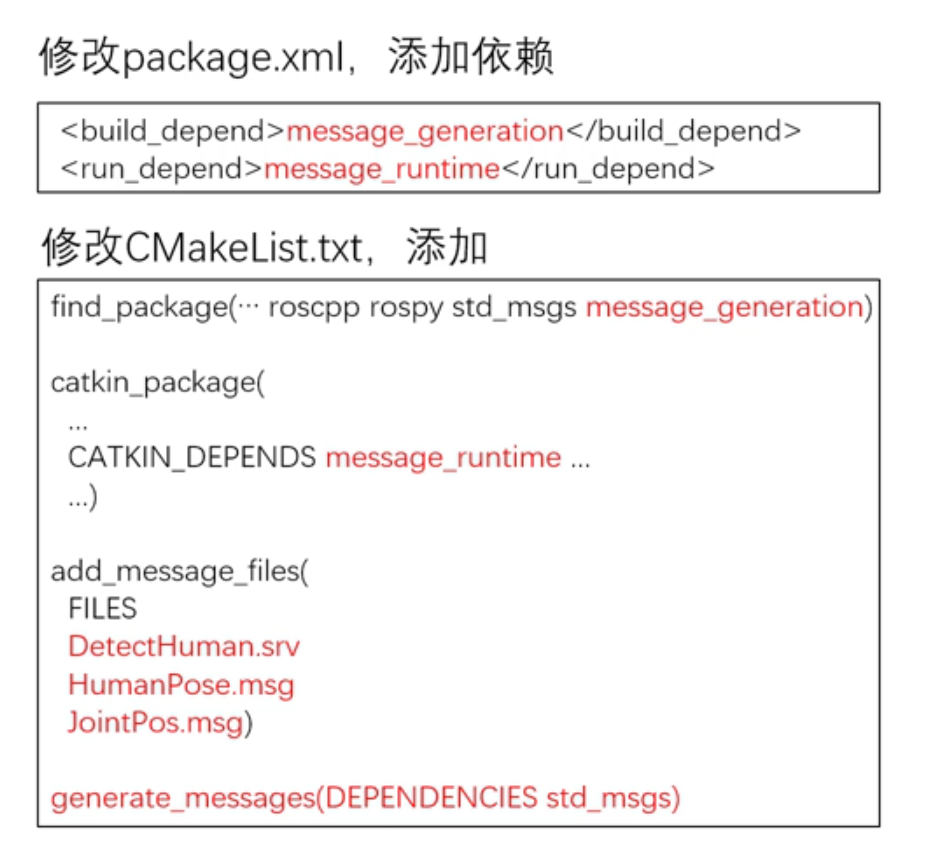 修改package.xml，添加依赖
<build_depend>message_generation</build_depend>
<run_depend>message_runtime</run_depend>
修改CMakeList.txt，添加
find_package(… roscpp rospy std_msgs message_generation)
catkin_package(
...
CATKIN_DEPENDS message_runtime ...
...)
add_message_files(
FILES
DetectHuman.srv
HumanPose.msg
JointPos.msg)
generate_messages(DEPENDENCIES std_msgs)